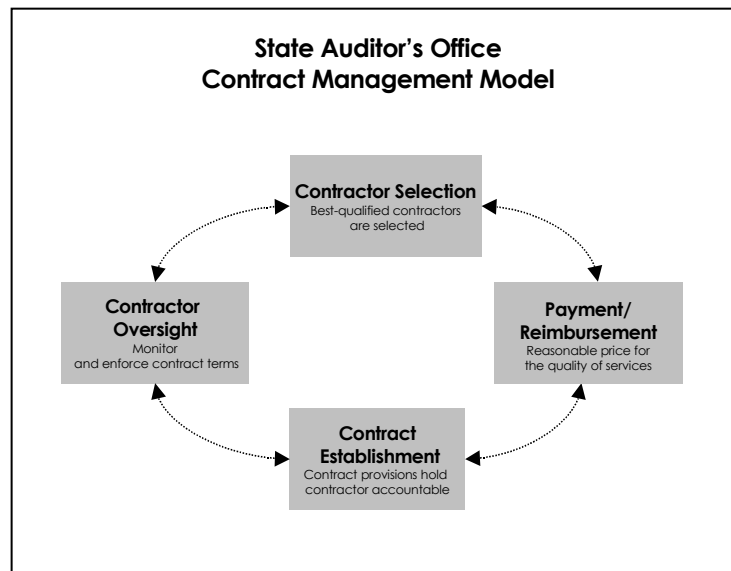 State Auditor’s Office
Contract Management Model
Contractor Selection
Best-qualified contractors
are selected
Contractor
Oversight
Monitor
and enforce contract terms
Payment/
Reimbursement
Reasonable price for
the quality of services
Contract
Establishment
Contract provisions hold
contractor accountable